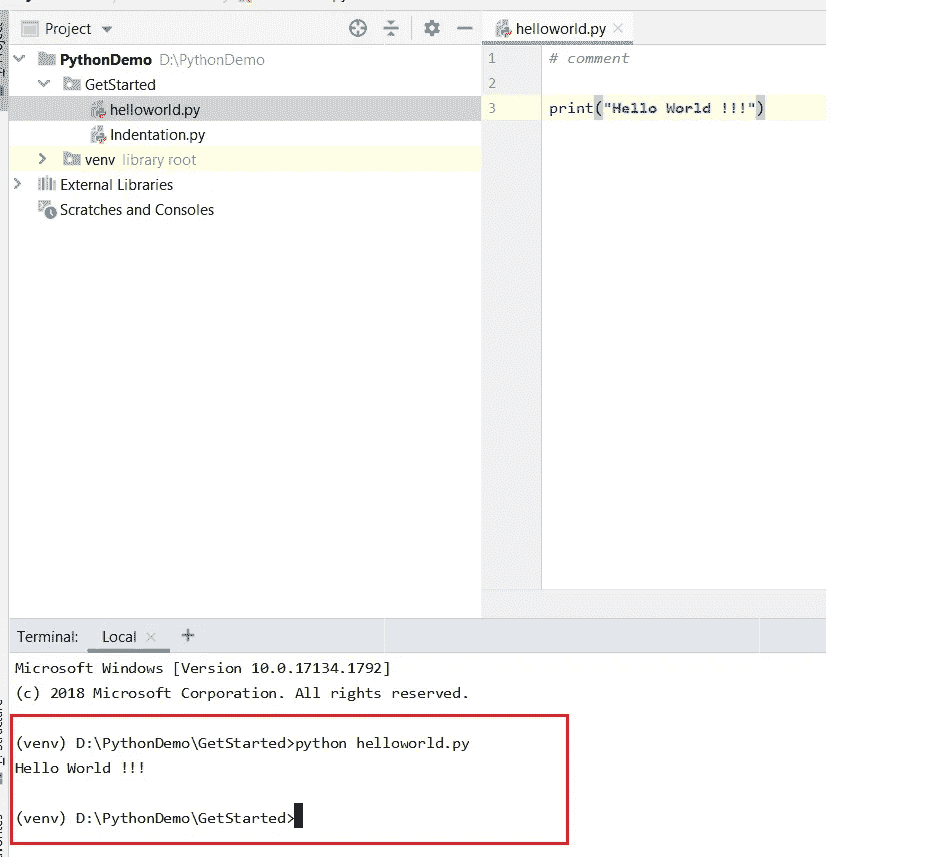 Project
PythonDemo D:\PythonDemo
GetStarted
helloworld.py
Indentation.py
venv library root
External Libraries
Scratches and Consoles
helloworld.py
1 # comment
2
3 print("Hello World !!!")
Terminal: Local
Microsoft Windows [Version 10.0.17134.1792]
(c) 2018 Microsoft Corporation. All rights reserved.
(venv) D:\PythonDemo\GetStarted>python helloworld.py
Hello World !!!
(venv) D:\PythonDemo\GetStarted>